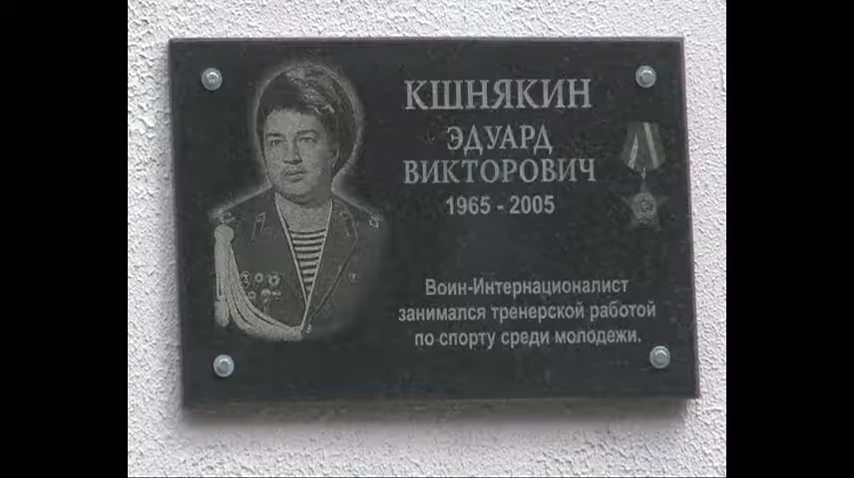 КШНЯКИН
ЭДУАРД
ВИКТОРОВИЧ
1965 - 2005
Воин-Интернационалист
занимался тренерской работой
по спорту среди молодежи.